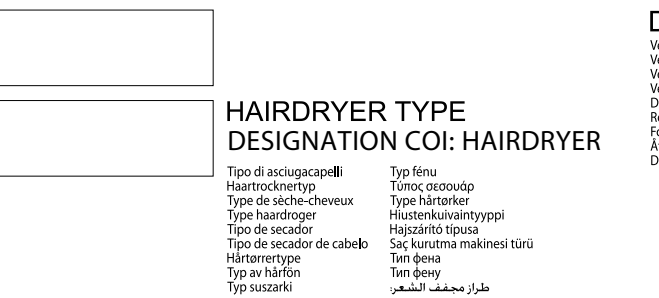 HAIRDRYER TYPE
DESIGNATION COI: HAIRDRYER
Tipo di asciugacapelli
Haartrocknertyp
Type de sèche-cheveux
Type haardroger
Tipo de secador
Tipo de secador de cabelo
Hårtørrertype
Typ av hårfön
Typ suszarki
Typ fénu
Τύπος σεσουάρ
Type hårtørker
Hiustenkuivaintyyppi
Hajszárító típusa
Saç kurutma makinesi türü
Тип фена
Тип фену
طراز مجفف الشعر: